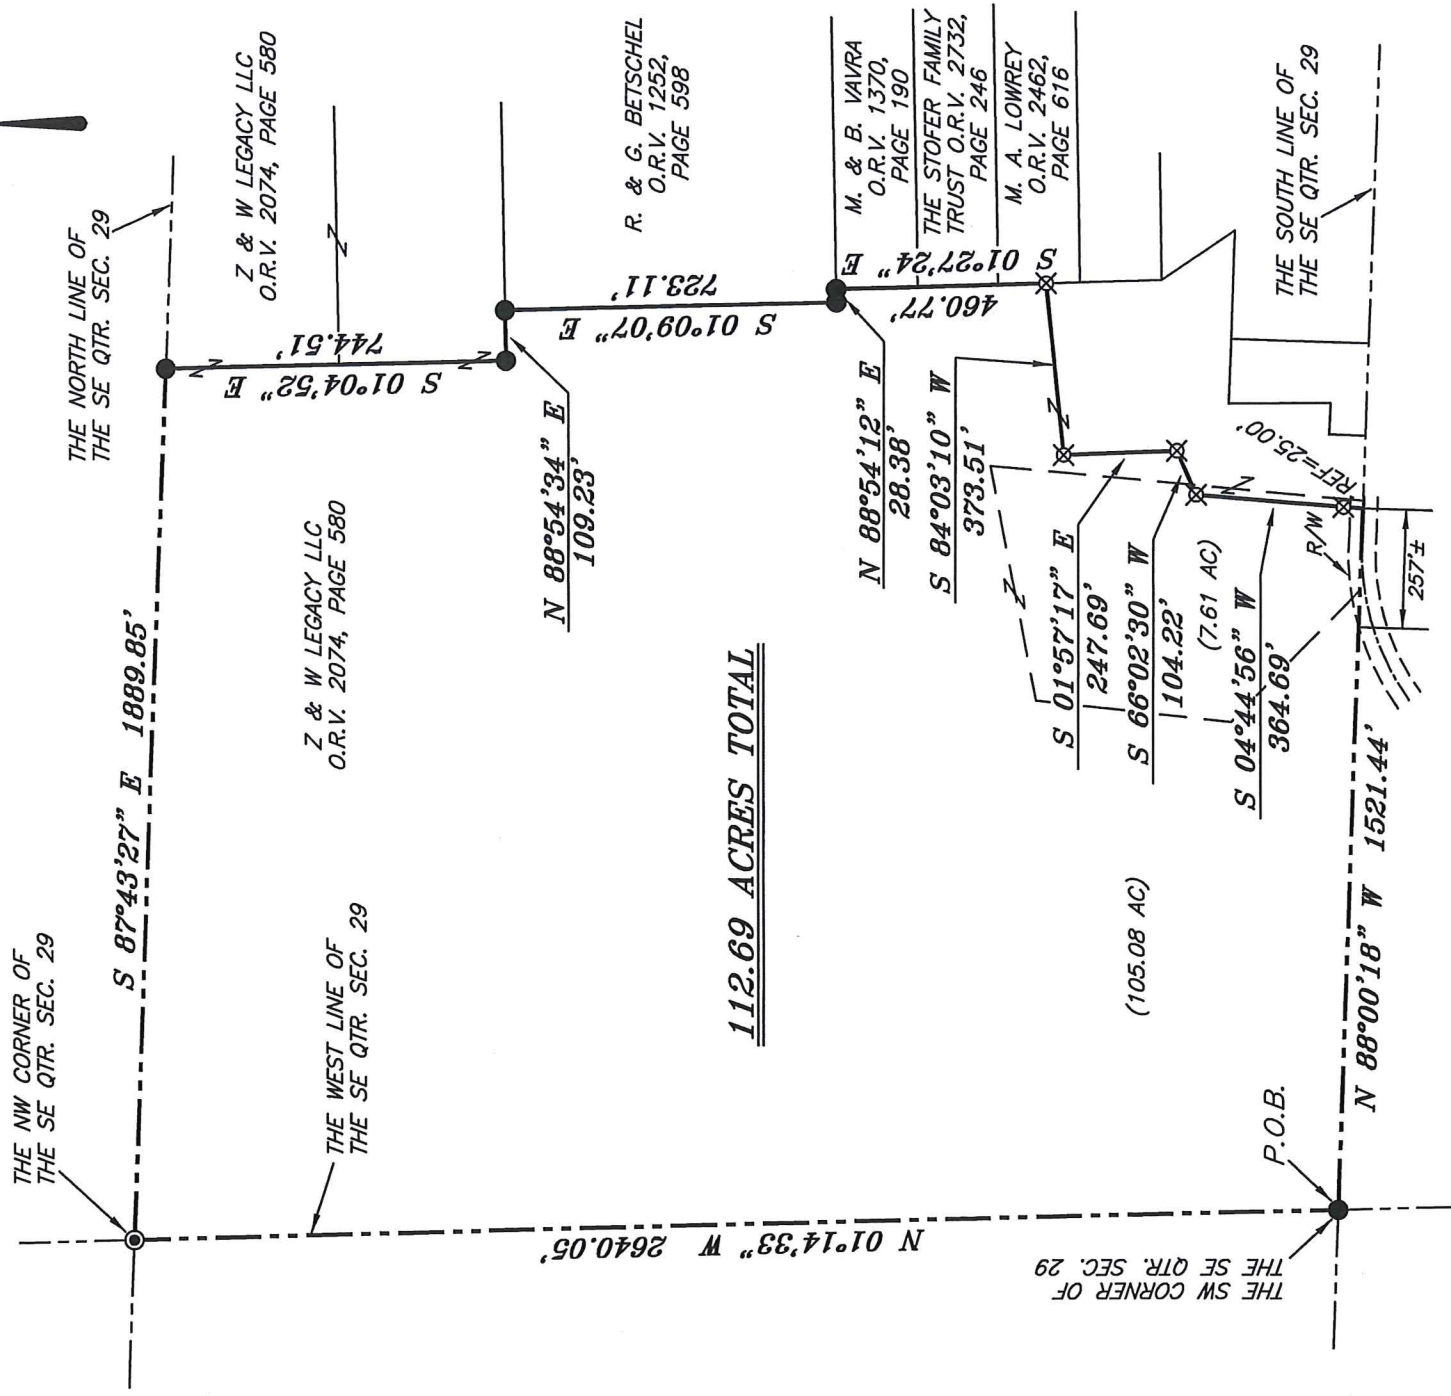 THE NORTH LINE OF
THE SE QTR. SEC. 29
Z & W LEGACY LLC
O.R.V. 2074, PAGE 580
R. & G. BETSCHEL
O.R.V. 1252,
PAGE 598
M. & B. VAVRA
O.R.V. 1370,
PAGE 190
THE STOFER FAMILY
TRUST O.R.V. 2732,
PAGE 246
M. A. LOWREY
O.R.V. 2462,
PAGE 616
THE SOUTH LINE OF
THE SE QTR. SEC. 29
S 01°04'52" E
744.51'
N 88°54'34" E
109.23'
S 01°09'07" E
723.11'
N 88°54'12" E
28.38'
S 01°27'24" E
460.77'
S 84°03'10" W
373.51'
S 01°57'17" E
247.69'
S 66°02'30" W
104.22'
(7.61 AC)
S 04°44'56" W
364.69'
REF=25.00'
R/W
257'±
S 87°43'27" E 1889.85'
Z & W LEGACY LLC
O.R.V. 2074, PAGE 580
112.69 ACRES TOTAL
(105.08 AC)
N 88°00'18" W 1521.44'
THE NW CORNER OF
THE SE QTR. SEC. 29
THE WEST LINE OF
THE SE QTR. SEC. 29
N 01°14'33" W 2640.05'
P.O.B.
THE SW CORNER OF
THE SE QTR. SEC. 29